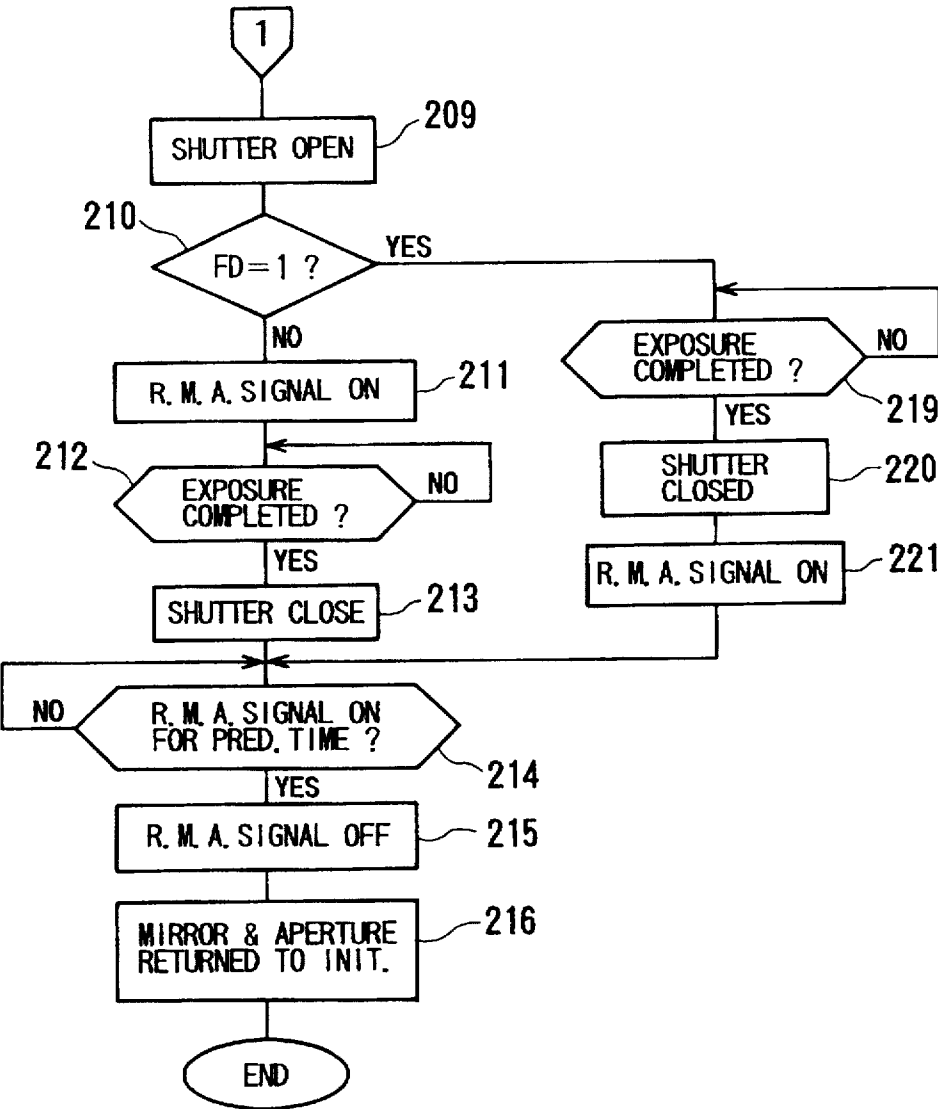 1
SHUTTER OPEN
209
210
FD=1 ?
YES
NO
R.M.A.SIGNAL ON
211
212
EXPOSURE
COMPLETED ?
NO
YES
SHUTTER CLOSE
213
EXPOSURE
COMPLETED ?
NO
219
YES
SHUTTER
CLOSED
220
R.M.A.SIGNAL ON
221
NO
R.M.A.SIGNAL ON
FOR PRED.TIME ?
214
YES
R.M.A.SIGNAL OFF
215
MIRROR & APERTURE
RETURNED TO INIT.
216
END